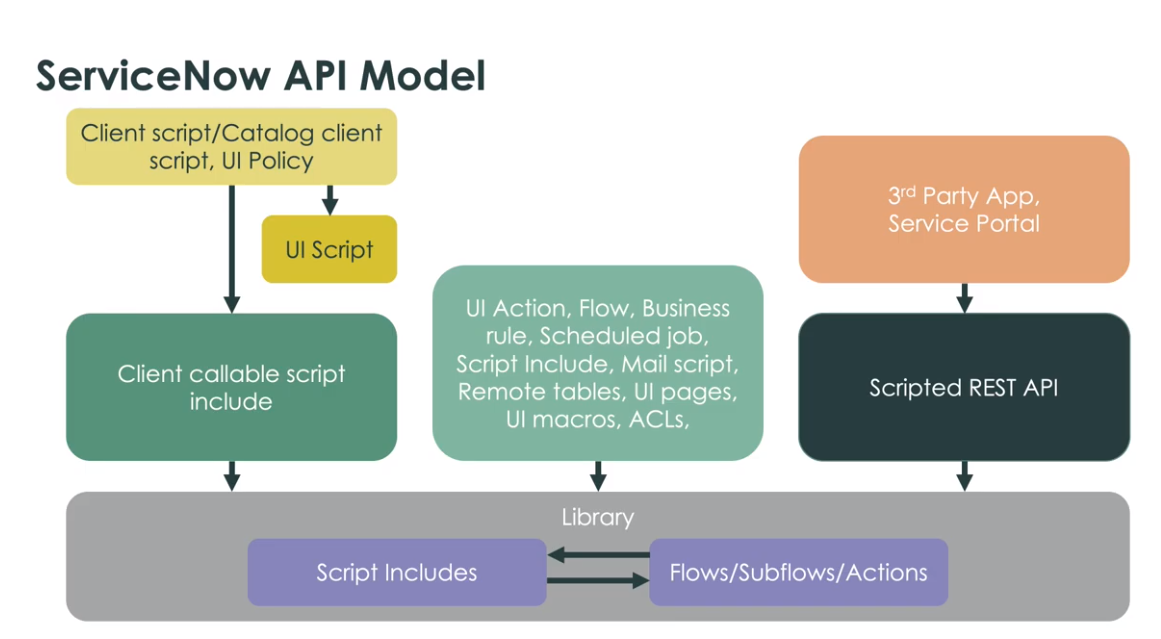 ServiceNow API Model
Client script/Catalog client
script, UI Policy
UI Script
Client callable script
include
UI Action, Flow, Business
rule, Scheduled job,
Script Include, Mail script,
Remote tables, UI pages,
UI macros, ACLs,
3rd Party App,
Service Portal
Scripted REST API
Library
Script Includes
Flows/Subflows/Actions